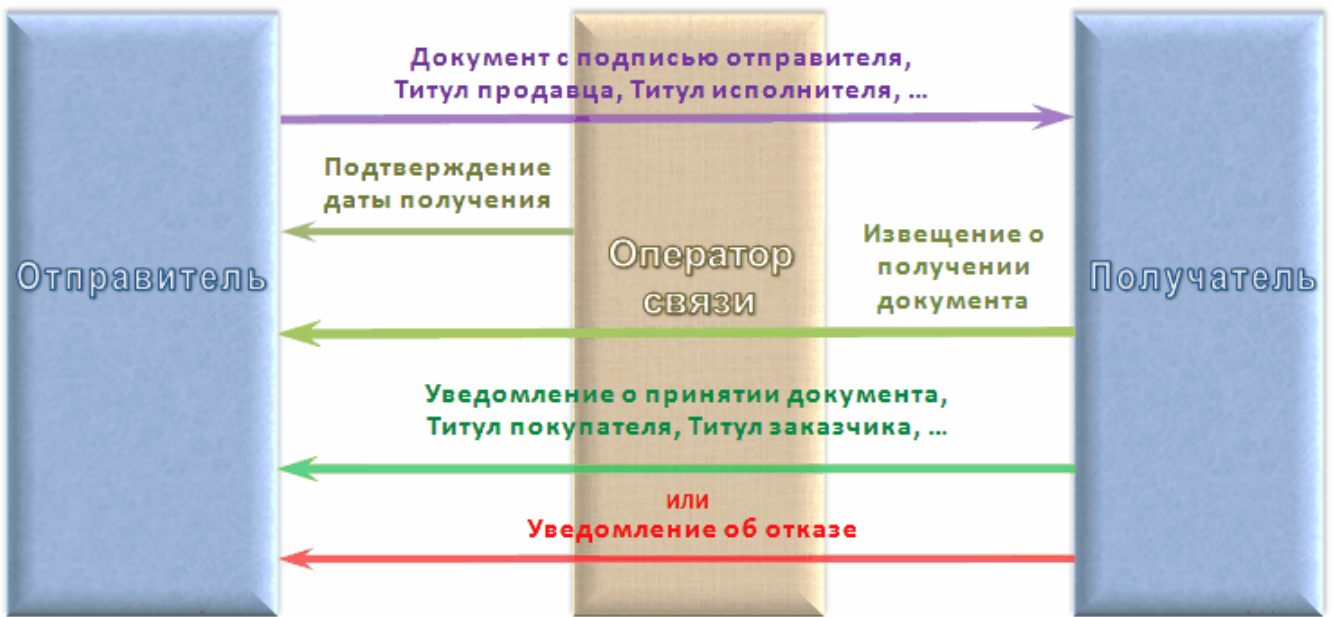 Документ с подписью отправителя,
Титул продавца, Титул исполнителя, ...
Подтверждение
даты получения
Извещение о
получении
документа
Отправитель
Оператор
связи
Получатель
Уведомление о принятии документа,
Титул покупателя, Титул заказчика, ...
или
Уведомление об отказе